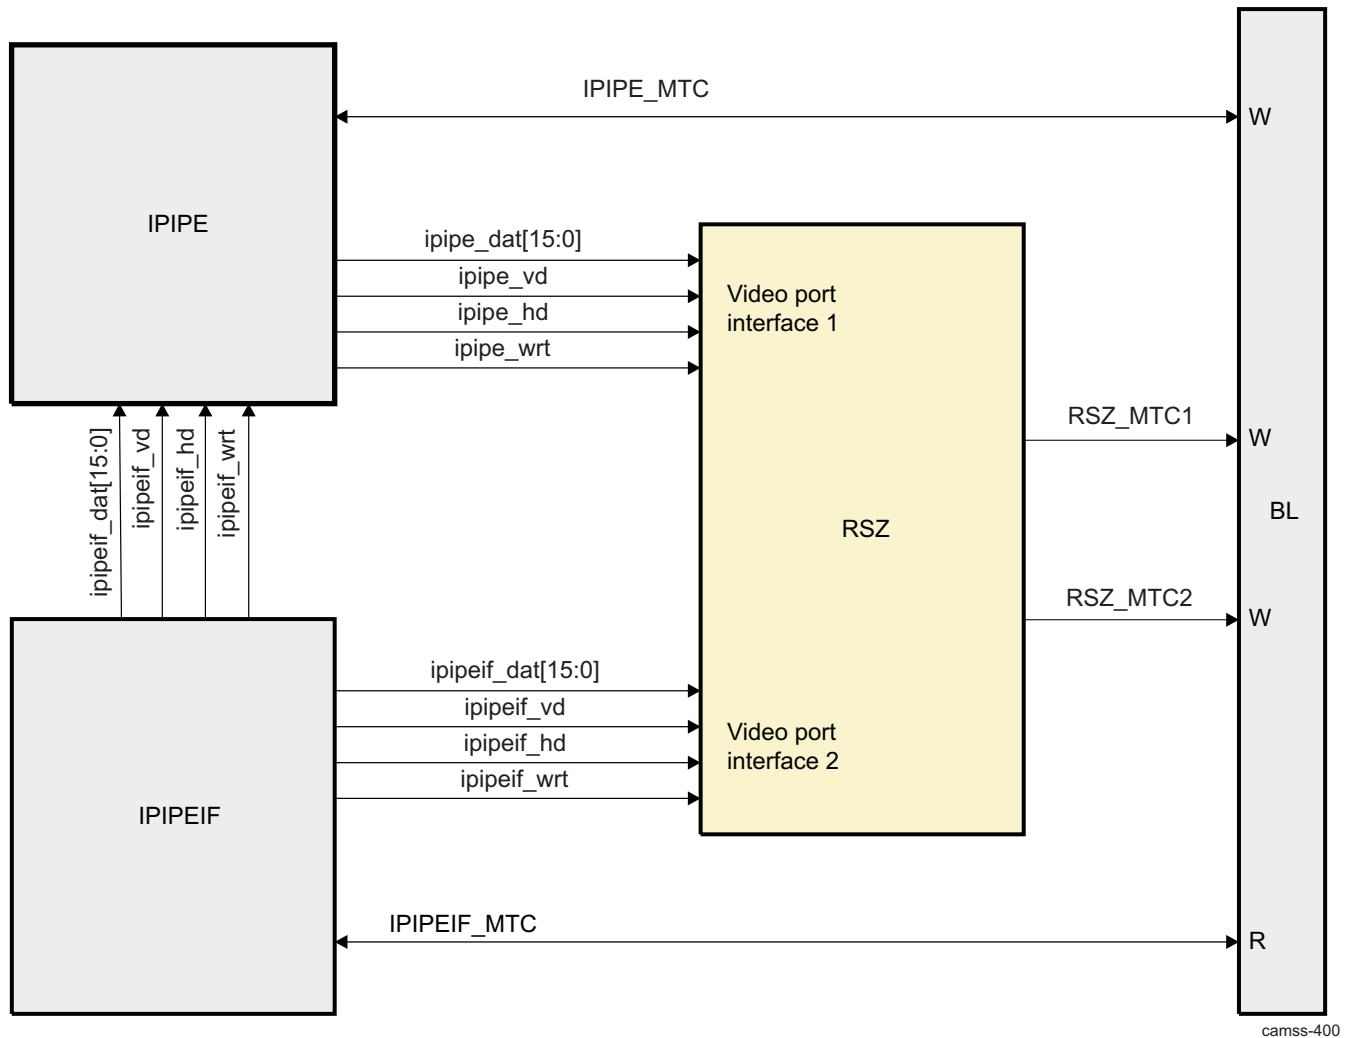 IPIPE_MTC
W
IPIPE
ipipe_dat[15:0]
ipipe_vd
ipipe_hd
ipipe_wrt
Video port
interface 1
ipipeif_dat[15:0]
ipipeif_vd
ipipeif_hd
ipipeif_wrt
RSZ_MTC1
W
BL
RSZ
RSZ_MTC2
W
ipipeif_dat[15:0]
ipipeif_vd
ipipeif_hd
ipipeif_wrt
Video port
interface 2
IPIPEIF
IPIPEIF_MTC
R
camss-400